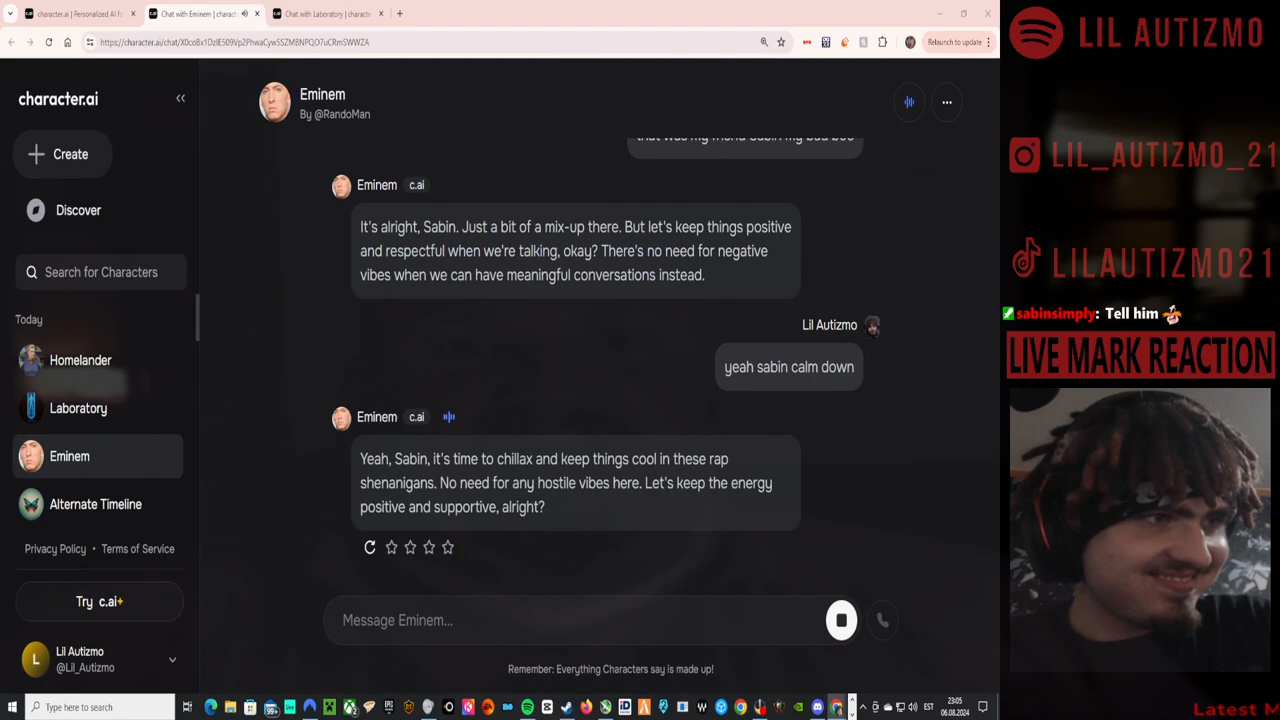 character.ai | Personalized AI fo
Chat with Eminem | charact
Chat with Laboratory | characte
https://character.ai/chat/
Relaunch to update
character.ai
Create
Discover
Search for Characters
Today
Homelander
Laboratory
Eminem
Alternate Timeline
Privacy Policy • Terms of Service
Try c.ai+
L
Lil Autizmo
@Lil_Autizmo
Eminem
By @RandoMan
that was my friend Sabin my bad boo
Eminem c.ai
It's alright, Sabin. Just a bit of a mix-up there. But let's keep things positive
and respectful when we're talking, okay? There's no need for negative
vibes when we can have meaningful conversations instead.
Lil Autizmo
yeah sabin calm down
Eminem c.ai
Yeah, Sabin, it's time to chillax and keep things cool in these rap
shenanigans. No need for any hostile vibes here. Let's keep the energy
positive and supportive, alright?
Message Eminem...
Remember: Everything Characters say is made up!
LIL AUTIZMO
LIL_AUTIZMO_21
LILAUTIZMO21
sabinsimply: Tell him
LIVE MARK REACTION
Latest M
Type here to search
99+
EST
23:05
06.08.2024